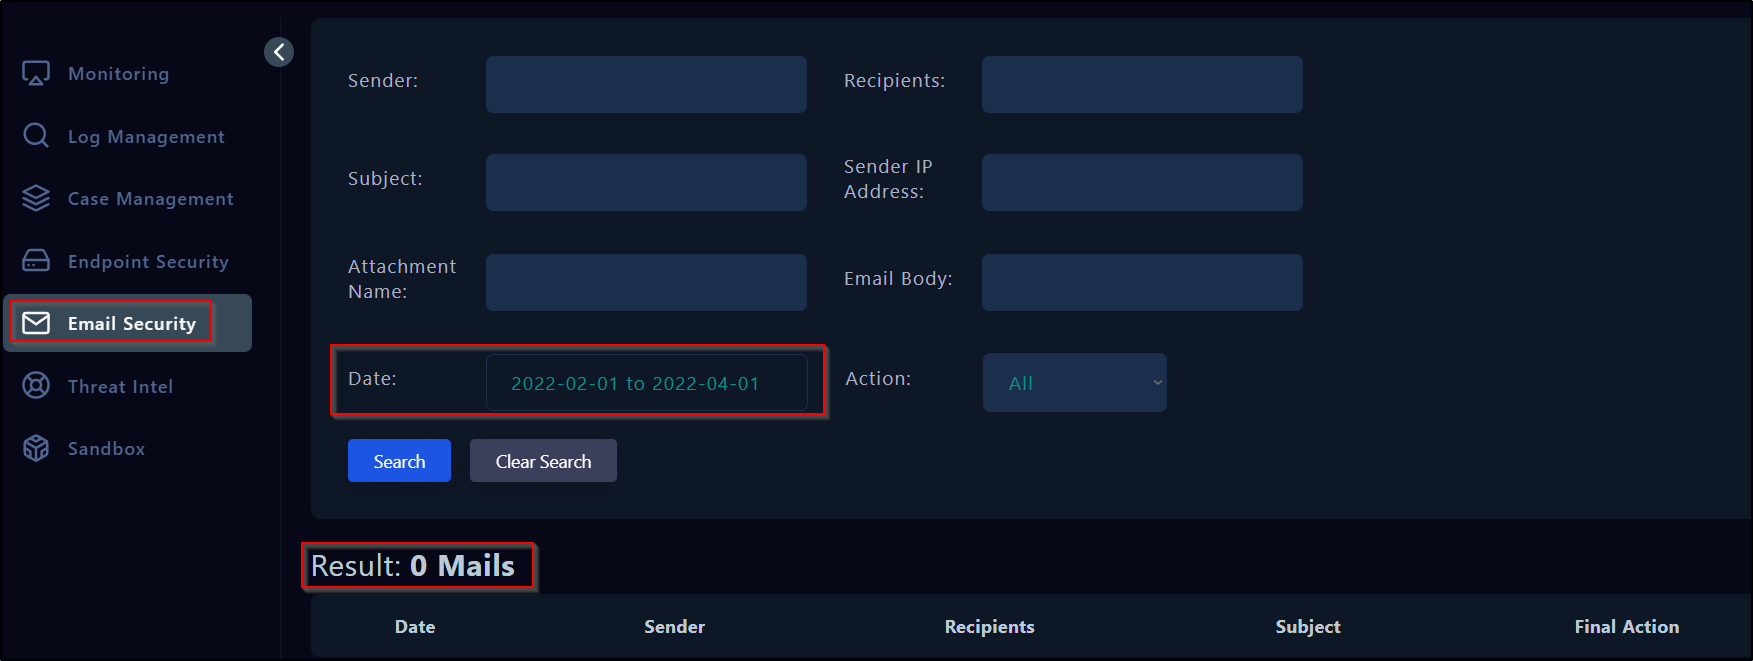 Monitoring
Log Management
Case Management
Endpoint Security
Email Security
Threat Intel
Sandbox
Sender:
Recipients:
Subject:
Sender IP
Address:
Attachment
Name:
Email Body:
Date: 2022-02-01 to 2022-04-01
Action: All
Search Clear Search
Result: 0 Mails
Date Sender Recipients Subject Final Action